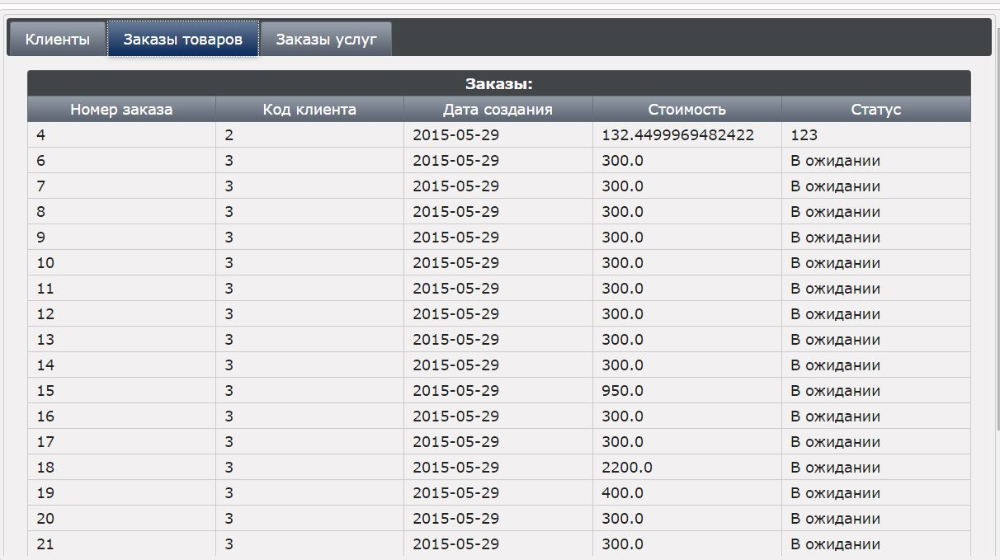 Клиенты Заказы товаров Заказы услуг
Заказы:
Номер заказа Код клиента Дата создания Стоимость Статус
4 2 2015-05-29 132.4499969482422 123
6 3 2015-05-29 300.0 В ожидании
7 3 2015-05-29 300.0 В ожидании
8 3 2015-05-29 300.0 В ожидании
9 3 2015-05-29 300.0 В ожидании
10 3 2015-05-29 300.0 В ожидании
11 3 2015-05-29 300.0 В ожидании
12 3 2015-05-29 300.0 В ожидании
13 3 2015-05-29 300.0 В ожидании
14 3 2015-05-29 300.0 В ожидании
15 3 2015-05-29 950.0 В ожидании
16 3 2015-05-29 300.0 В ожидании
17 3 2015-05-29 300.0 В ожидании
18 3 2015-05-29 2200.0 В ожидании
19 3 2015-05-29 400.0 В ожидании
20 3 2015-05-29 300.0 В ожидании
21 3 2015-05-29 300.0 В ожидании